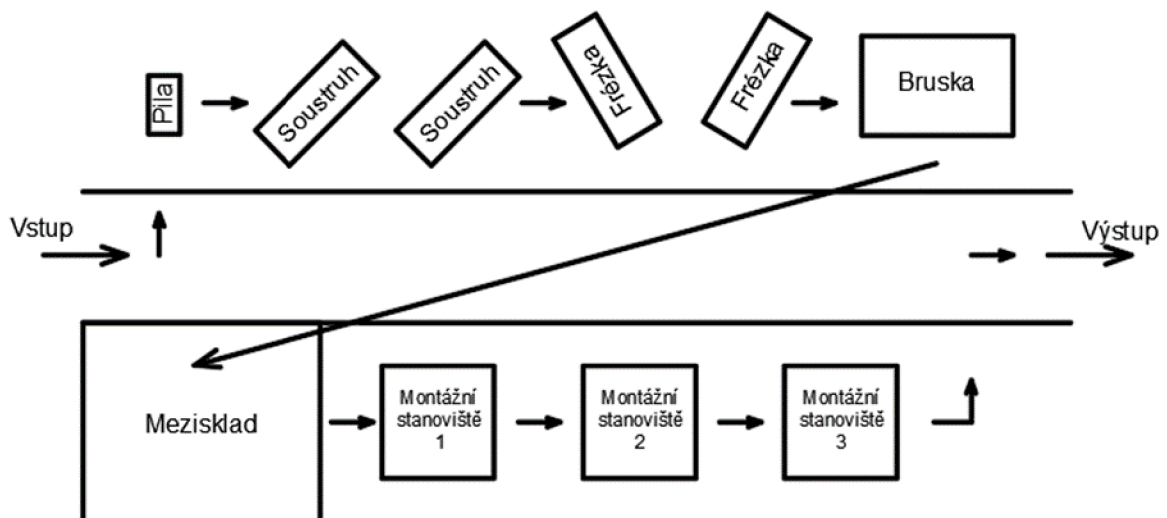 Pila
Soustruh
Soustruh
Frézka
Frézka
Bruska
Vstup
Výstup
Mezisklad
Montážní
stanoviště
1
Montážní
stanoviště
2
Montážní
stanoviště
3